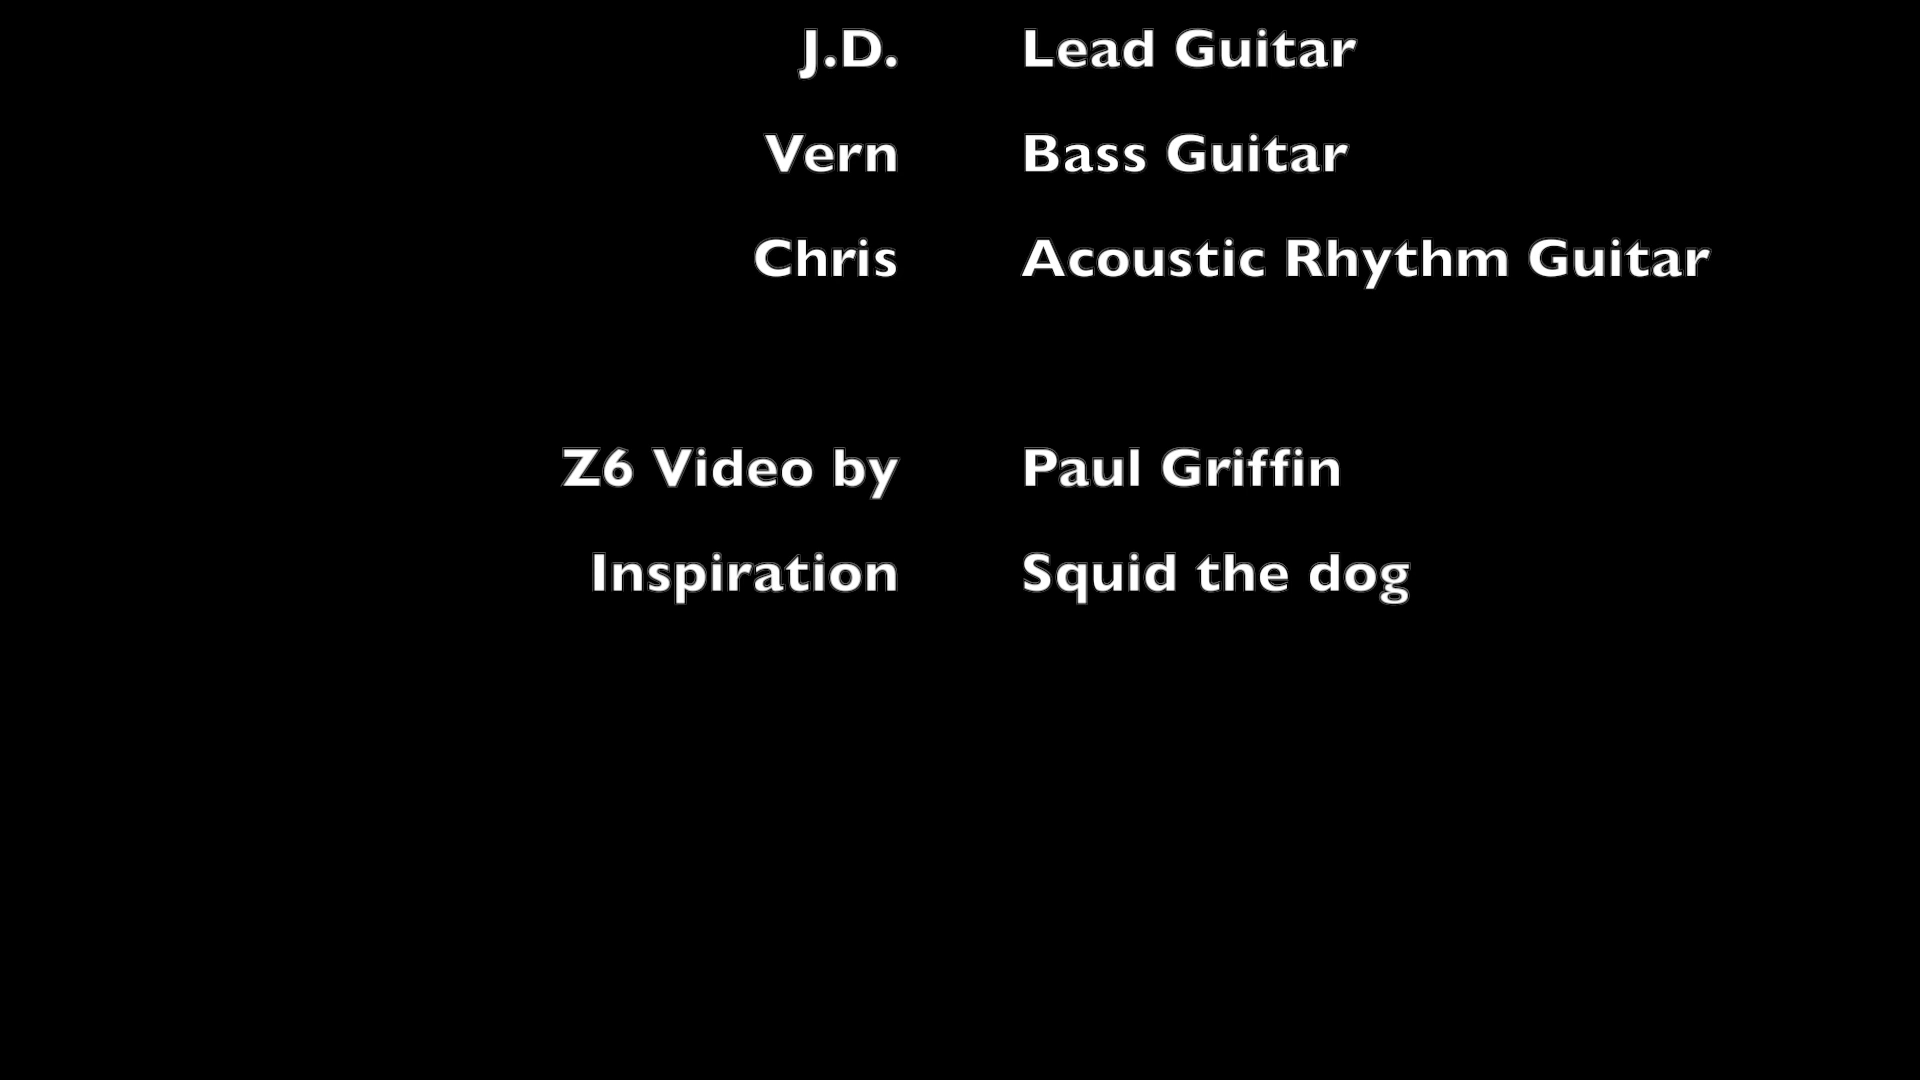 J.D. Lead Guitar
Vern Bass Guitar
Chris Acoustic Rhythm Guitar
Z6 Video by Paul Griffin
Inspiration Squid the dog